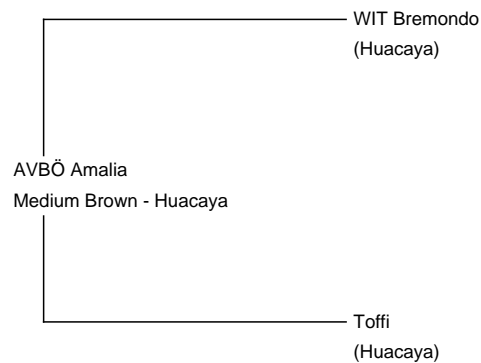 WIT Bremondo
(Huacaya)
AVBÖ Amalia
Medium Brown - Huacaya
Toffi
(Huacaya)